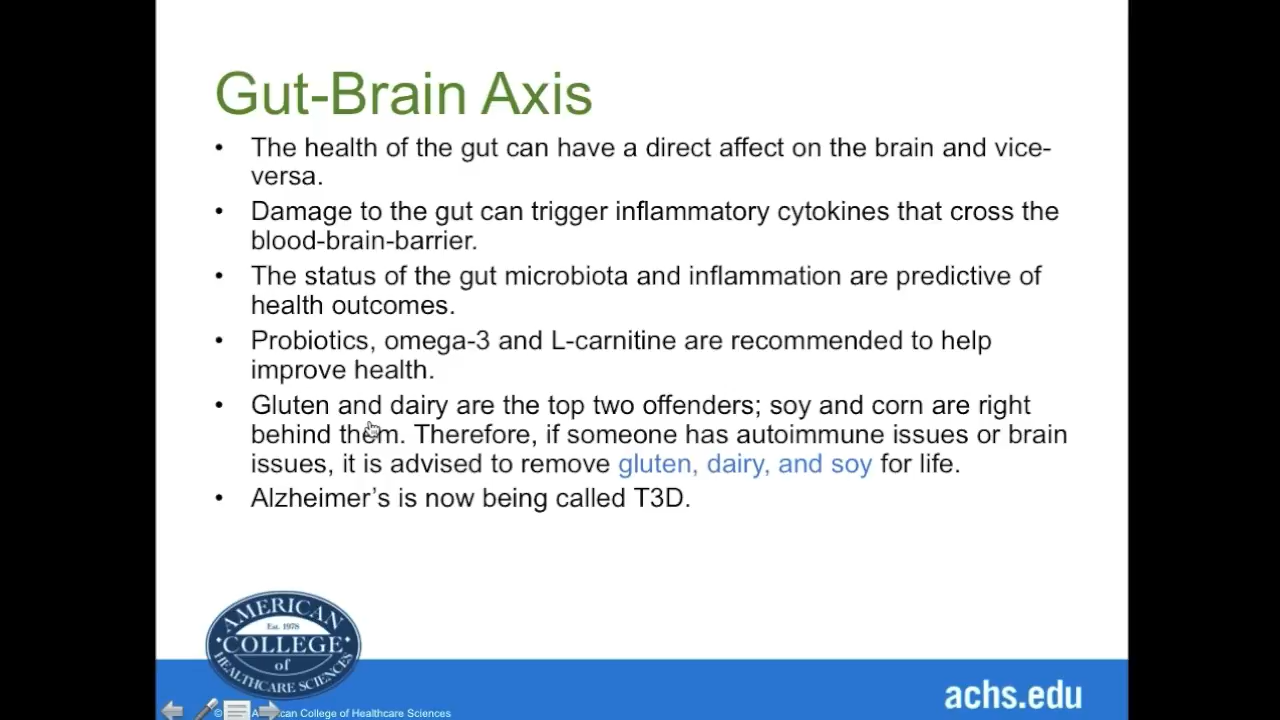 Gut-Brain Axis
• The health of the gut can have a direct affect on the brain and vice-
versa.
• Damage to the gut can trigger inflammatory cytokines that cross the
blood-brain-barrier.
• The status of the gut microbiota and inflammation are predictive of
health outcomes.
• Probiotics, omega-3 and L-carnitine are recommended to help
improve health.
• Gluten and dairy are the top two offenders; soy and corn are right
behind them. Therefore, if someone has autoimmune issues or brain
issues, it is advised to remove gluten, dairy, and soy for life.
• Alzheimer's is now being called T3D.
AMERICAN
Est. 1978
COLLEGE
of
HEALTHCARE SCIENCES
achs.edu
© College of Healthcare Sciences